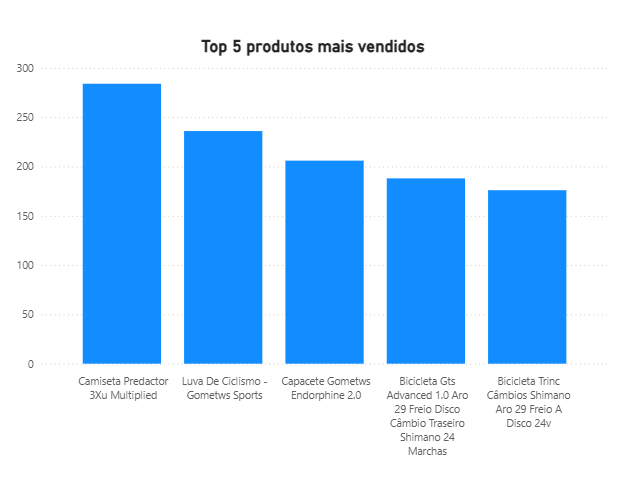 Top 5 produtos mais vendidos
300
250
200
150
100
50
0
Camiseta Predactor
3Xu Multiplied
Luva De Ciclismo -
Gometws Sports
Capacete Gometws
Endorphine 2.0
Bicicleta Gts
Advanced 1.0 Aro
29 Freio Disco
Câmbio Traseiro
Shimano 24
Marchas
Bicicleta Trinc
Câmbios Shimano
Aro 29 Freio A
Disco 24v